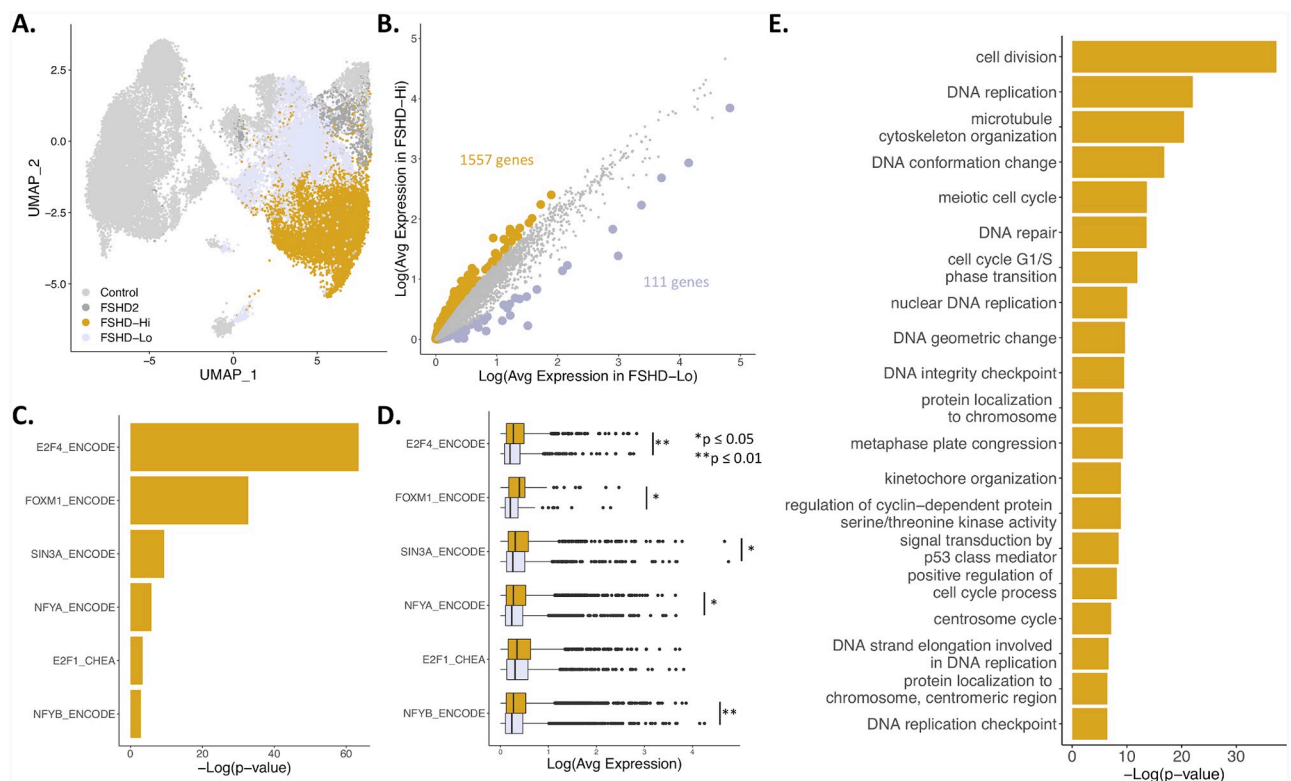 A.
UMAP_2
2.5
0.0
−2.5
−5.0
Control
FSHD2
FSHD−Hi
FSHD−Lo
−5
0
5
UMAP_1
B.
Log(Avg Expression in FSHD−Hi)
5
4
3
2
1
0
1557 genes
111 genes
0
1
2
3
4
5
Log(Avg Expression in FSHD−Lo)
C.
E2F4_ENCODE
FOXM1_ENCODE
SIN3A_ENCODE
NFYA_ENCODE
E2F1_CHEA
NFYB_ENCODE
0
20
40
60
−Log(p−value)
D.
E2F4_ENCODE
FOXM1_ENCODE
SIN3A_ENCODE
NFYA_ENCODE
E2F1_CHEA
NFYB_ENCODE
**
*
*
*
**
*p ≤ 0.05
**p ≤ 0.01
0
1
2
3
4
Log(Avg Expression)
E.
cell division
DNA replication
microtubule
cytoskeleton organization
DNA conformation change
meiotic cell cycle
DNA repair
cell cycle G1/S
phase transition
nuclear DNA replication
DNA geometric change
DNA integrity checkpoint
protein localization
to chromosome
metaphase plate congression
kinetochore organization
regulation of cyclin−dependent protein
serine/threonine kinase activity
signal transduction by
p53 class mediator
positive regulation of
cell cycle process
centrosome cycle
DNA strand elongation involved
in DNA replication
protein localization to
chromosome, centromeric region
DNA replication checkpoint
0
10
20
30
−Log(p−value)